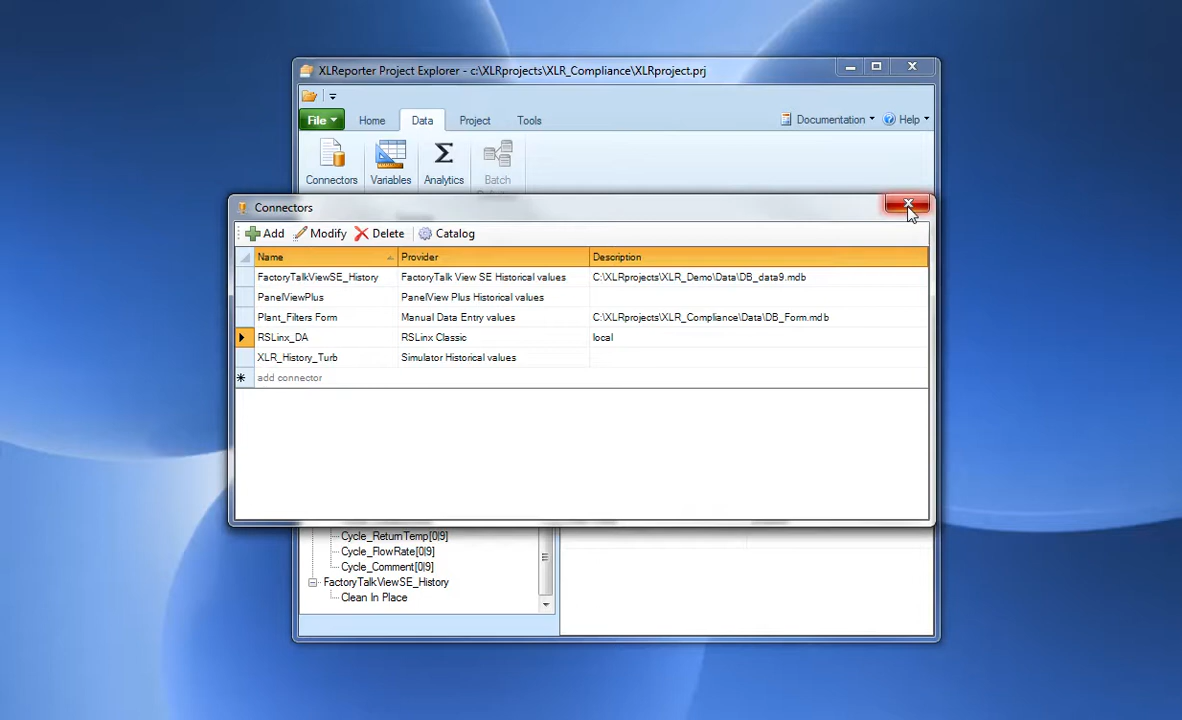 XLReporter Project Explorer - c:\XLRprojects\XLR_Compliance\XLRproject.prj
File Home Data Project Tools Documentation Help
Connectors Variables Analytics Batch
Connectors
Add Modify Delete Catalog
Name Provider Description
FactoryTalkViewSE_History FactoryTalk View SE Historical values C:\XLRprojects\XLR_Demo\Data\DB_data9.mdb
PanelViewPlus PanelView Plus Historical values
Plant_Filters Form Manual Data Entry values C:\XLRprojects\XLR_Compliance\Data\DB_Form.mdb
RSLinx_DA RSLinx Classic local
XLR_History_Turb Simulator Historical values
add connector
Cycle_ReturnTemp[0|9]
Cycle_FlowRate[0|9]
Cycle_Comment[0|9]
FactoryTalkViewSE_History
Clean In Place